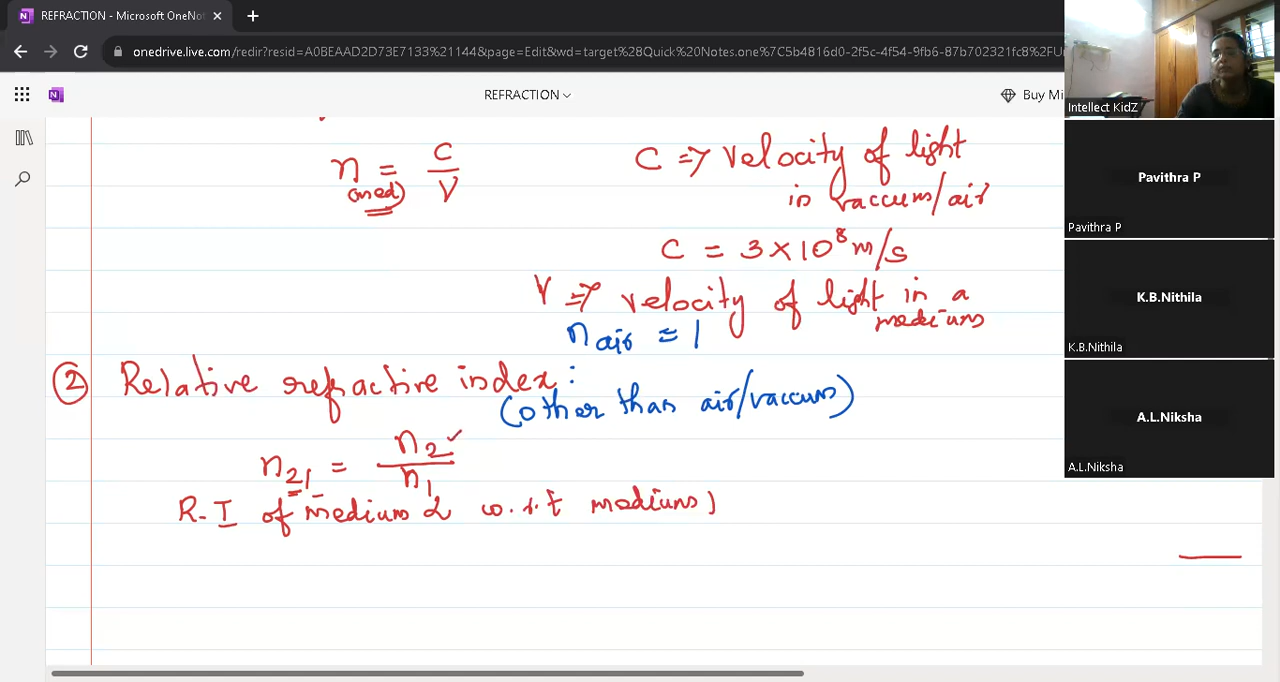 REFRACTION - Microsoft OneNot
onedrive.live.com/redir?resid=A0BEAAD2D73E7133%21144&page=Edit&wd=target%28Quick%20Notes.one%7C5b4816d0-2f5c-4f54-9fb6-87b702321fc8%2FU
REFRACTION
Buy Mi
n(med) = C/V
C => velocity of light
in vaccum/air
C = 3×10⁸ m/s
V => velocity of light in a
medium
n air ≈ 1
② Relative refractive index:
(other than air/vaccum)
n₂₁ = n₂/n₁
R.I of medium 2 w.r.t medium 1
Intellect KidZ
Pavithra P
Pavithra P
K.B.Nithila
K.B.Nithila
A.L.Niksha
A.L.Niksha